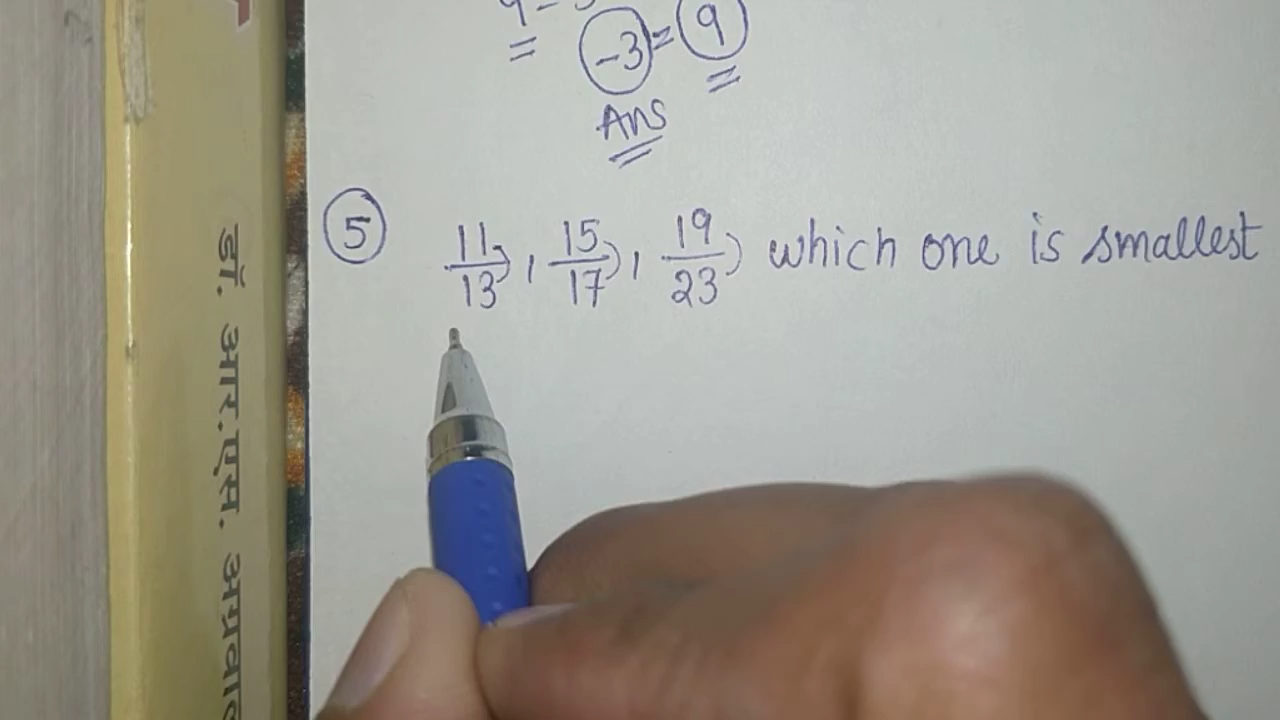 -3 = 9
Ans
5 11/13, 15/17, 19/23 which one is smallest
डॉ. आर. एस.